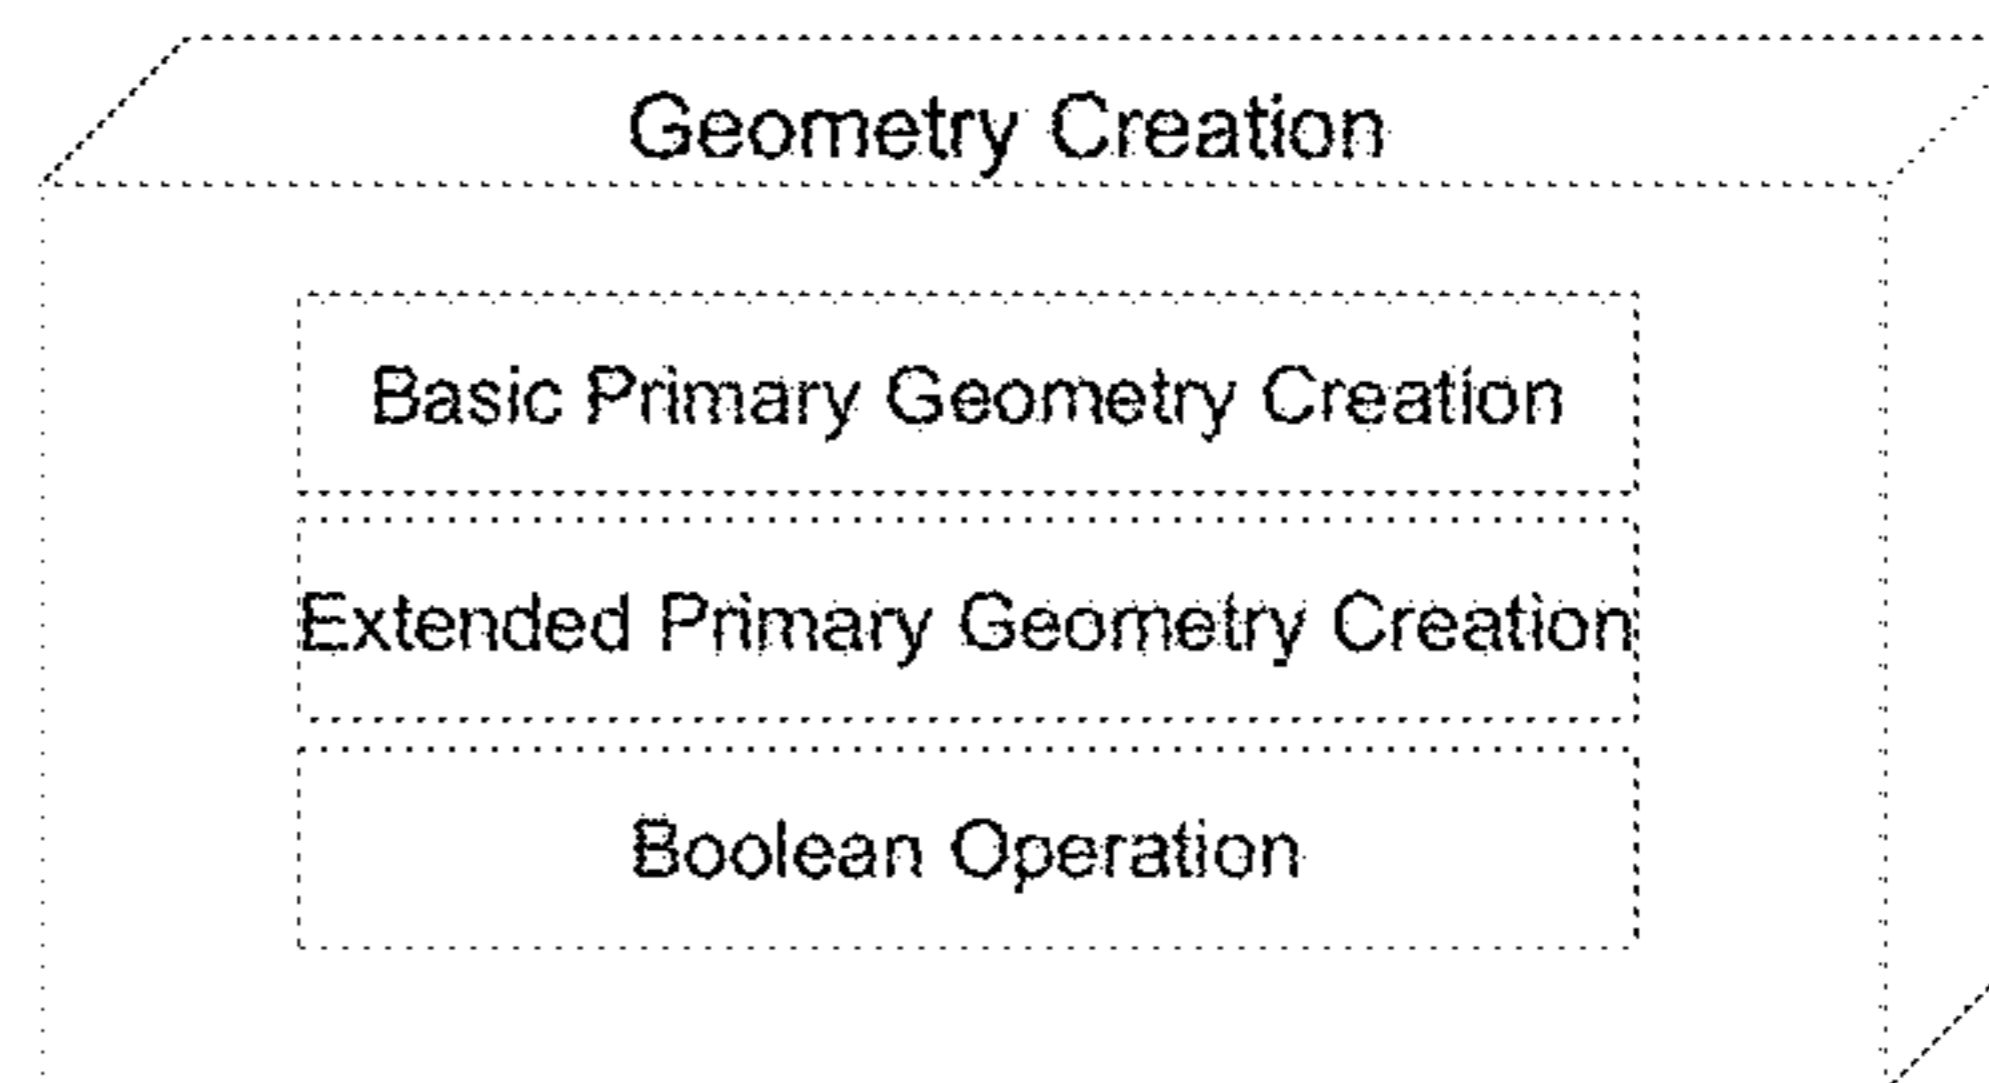 Geometry Creation
Basic Primary Geometry Creation
Extended Primary Geometry Creation
Boolean Operation